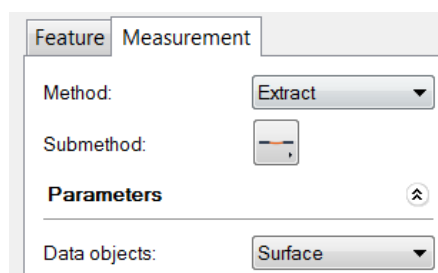 Feature Measurement
Method: Extract
Submethod:
Parameters
Data objects: Surface